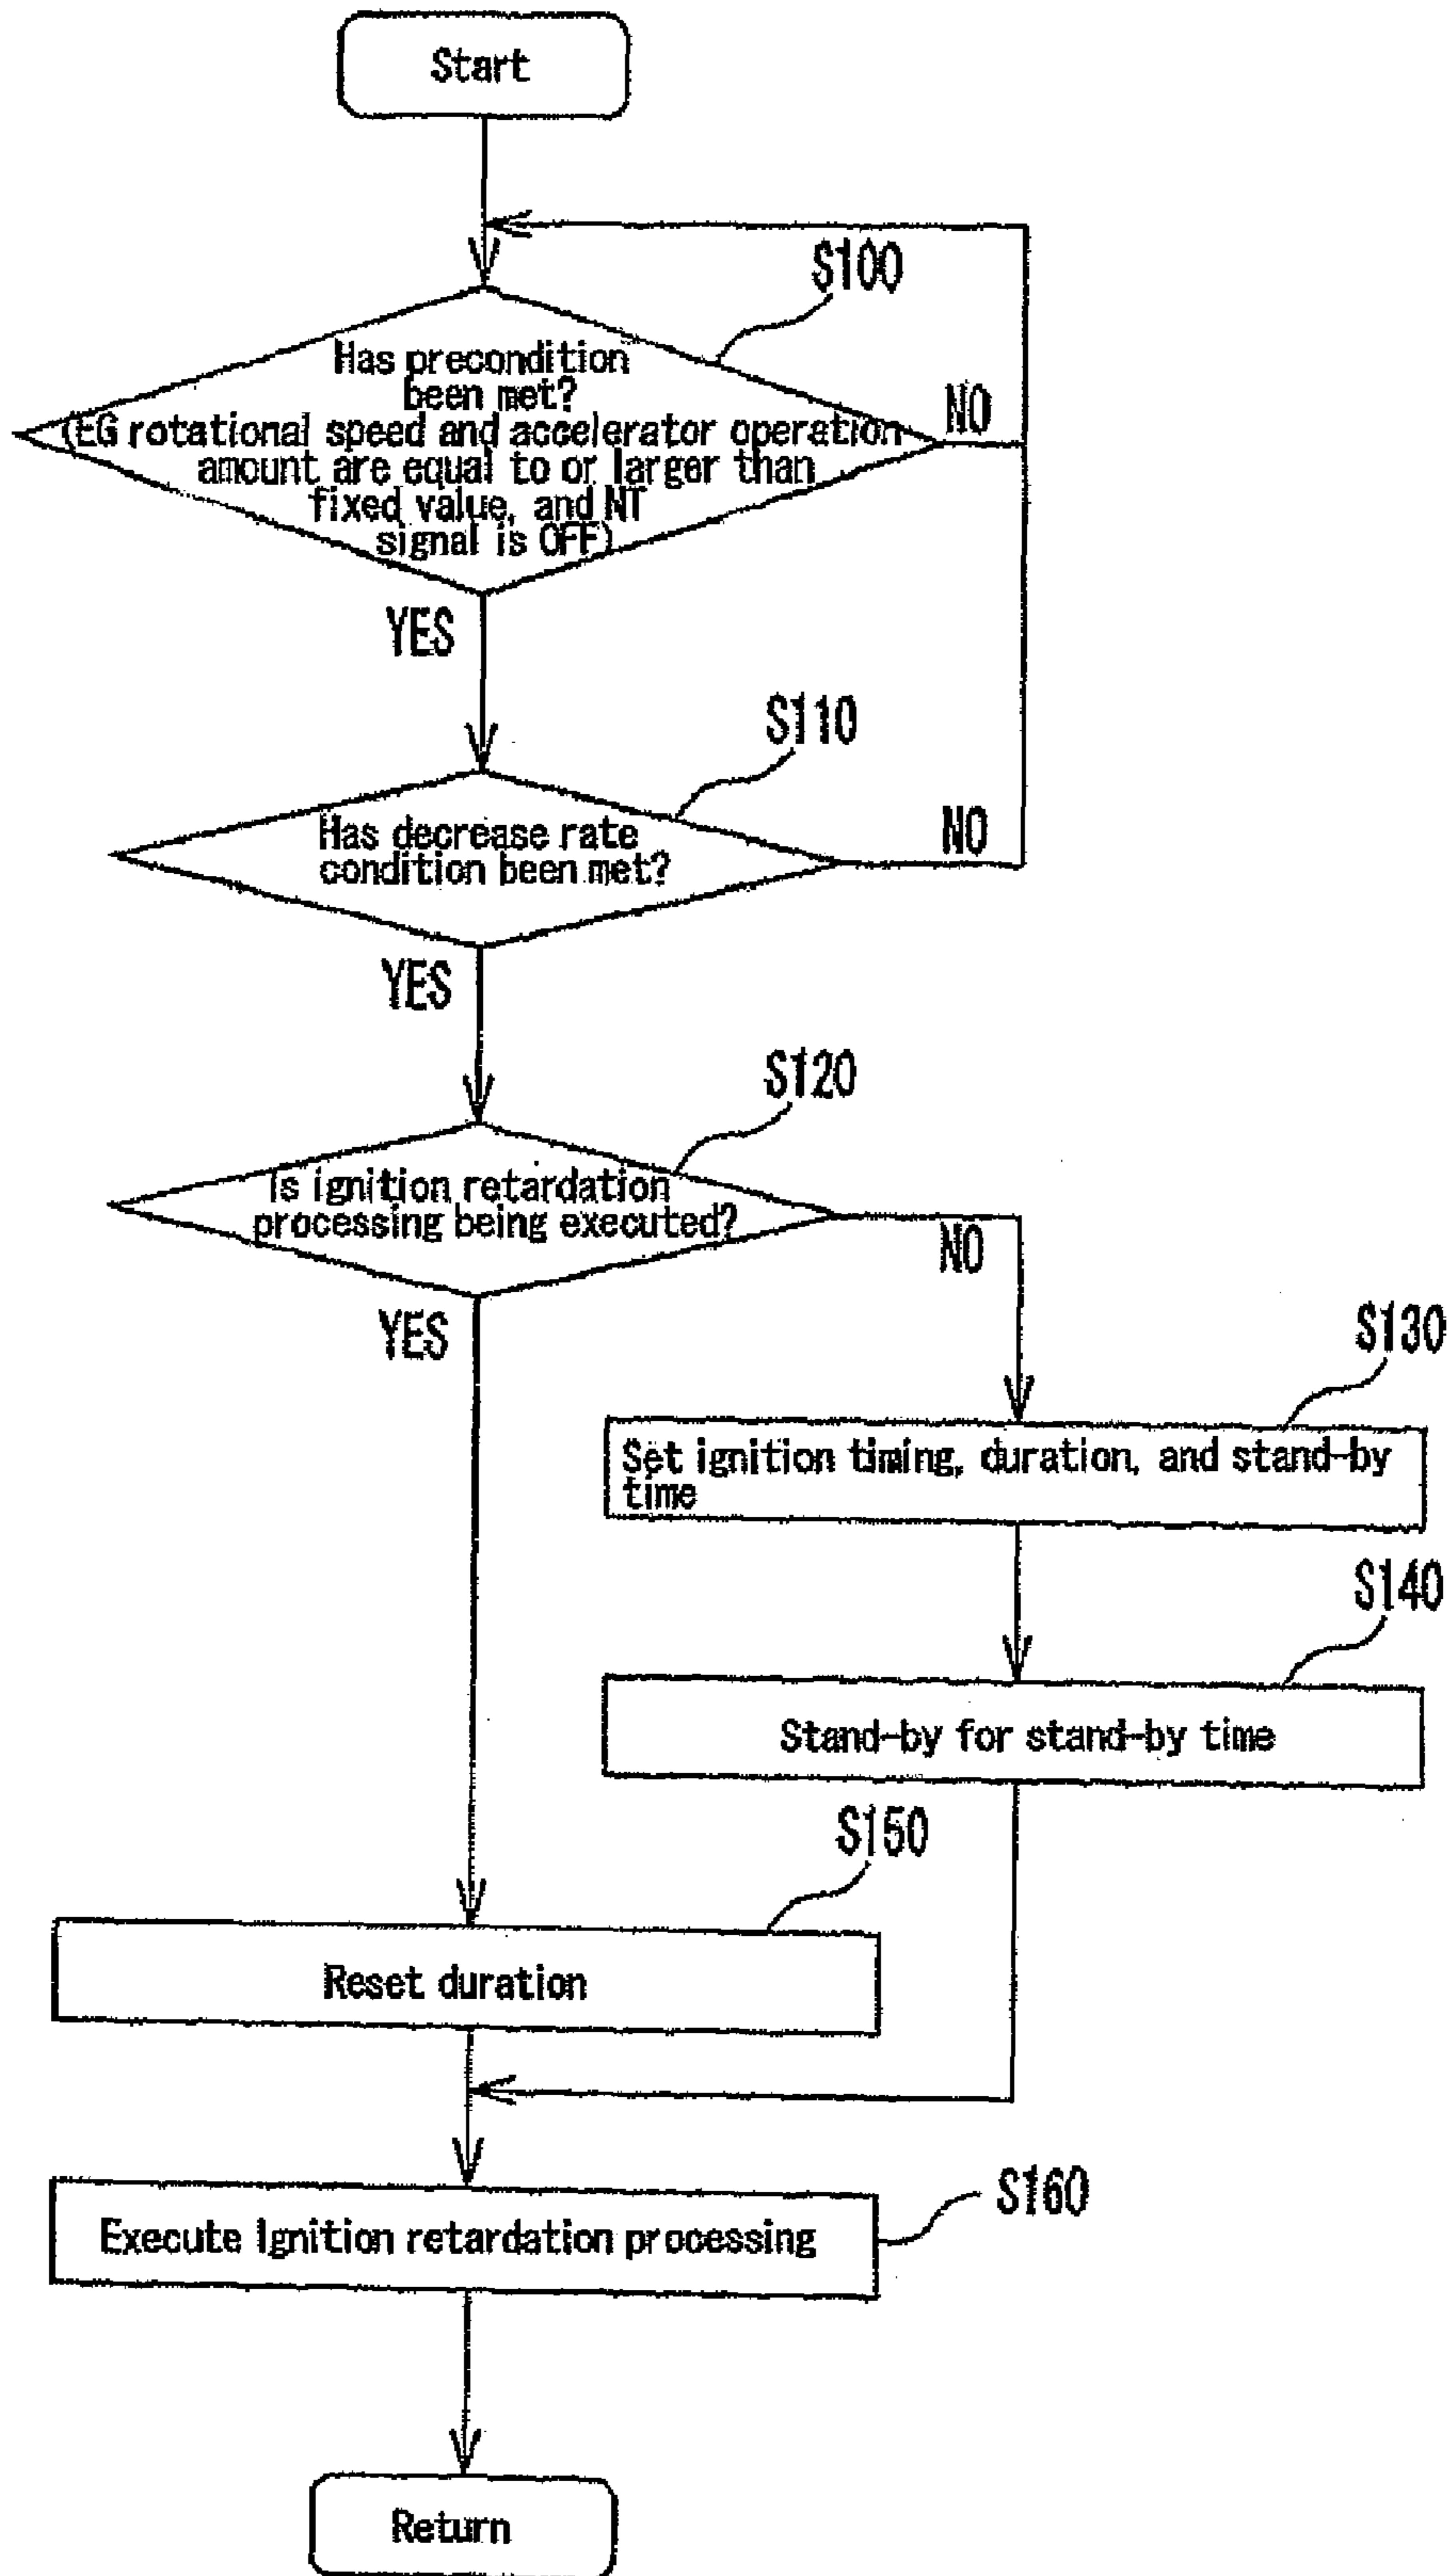 Start
S100
Has precondition
been met?
(EG rotational speed and accelerator operation
amount are equal to or larger than
fixed value, and NT
signal is OFF)
NO
YES
S110
Has decrease rate
condition been met?
NO
YES
S120
Is ignition retardation
processing being executed?
NO
YES
S130
Set ignition timing, duration, and stand-by
time
S140
Stand-by for stand-by time
S150
Reset duration
S160
Execute Ignition retardation processing
Return